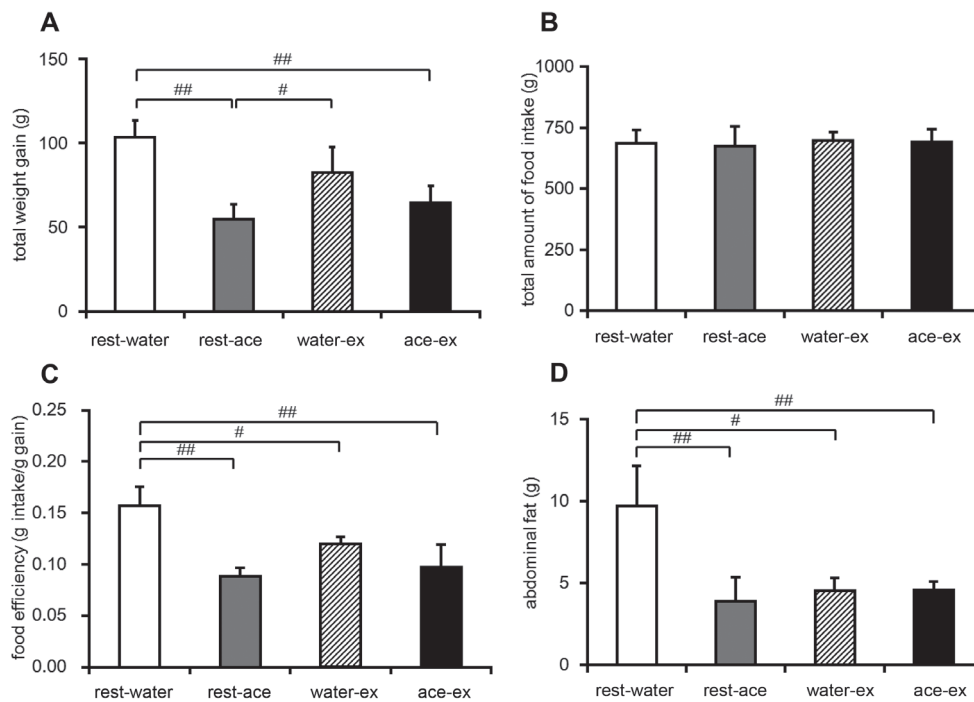 A
total weight gain (g)
150
100
50
0
##
##
#
rest-water rest-ace water-ex ace-ex
B
total amount of food intake (g)
1000
750
500
250
0
rest-water rest-ace water-ex ace-ex
C
food efficiency (g intake/g gain)
0.25
0.20
0.15
0.10
0.05
0.00
##
#
##
rest-water rest-ace water-ex ace-ex
D
abdominal fat (g)
15
10
5
0
##
#
##
rest-water rest-ace water-ex ace-ex